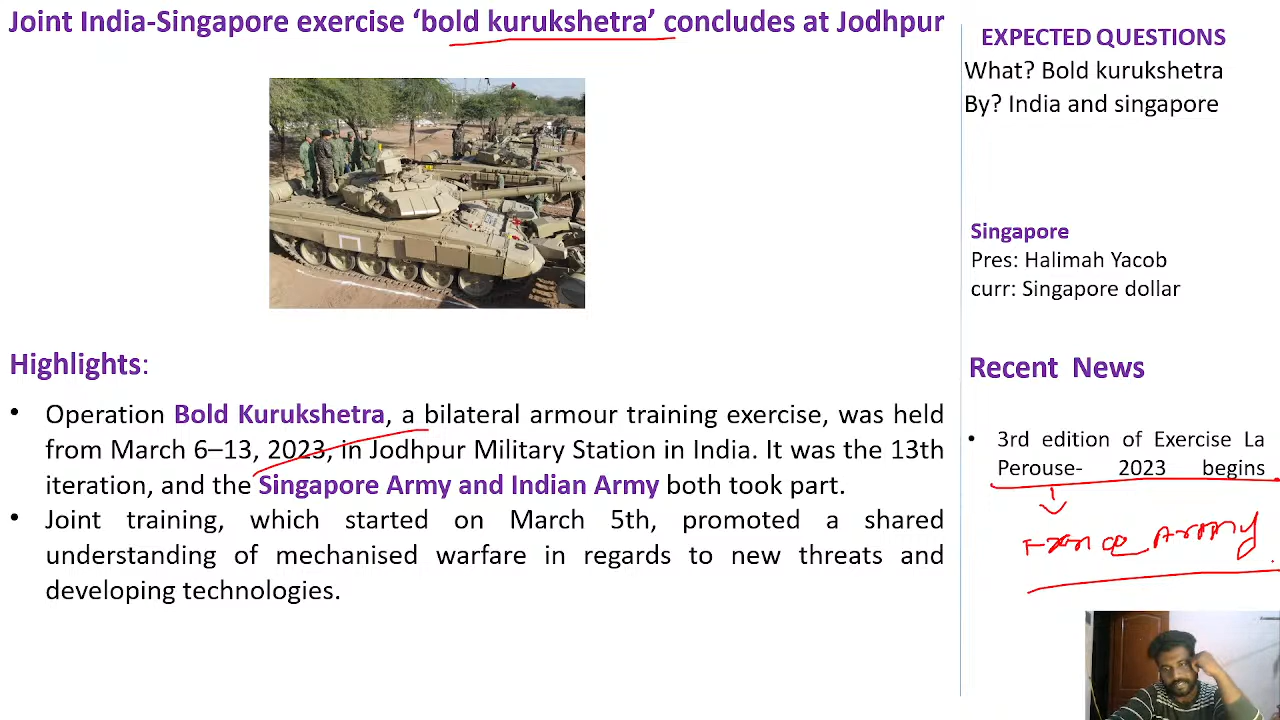 Joint India-Singapore exercise ‘bold kurukshetra’ concludes at Jodhpur
Highlights:
• Operation Bold Kurukshetra, a bilateral armour training exercise, was held
from March 6–13, 2023, in Jodhpur Military Station in India. It was the 13th
iteration, and the Singapore Army and Indian Army both took part.
• Joint training, which started on March 5th, promoted a shared
understanding of mechanised warfare in regards to new threats and
developing technologies.
EXPECTED QUESTIONS
What? Bold kurukshetra
By? India and singapore
Singapore
Pres: Halimah Yacob
curr: Singapore dollar
Recent News
• 3rd edition of Exercise La
Perouse- 2023 begins
France Army